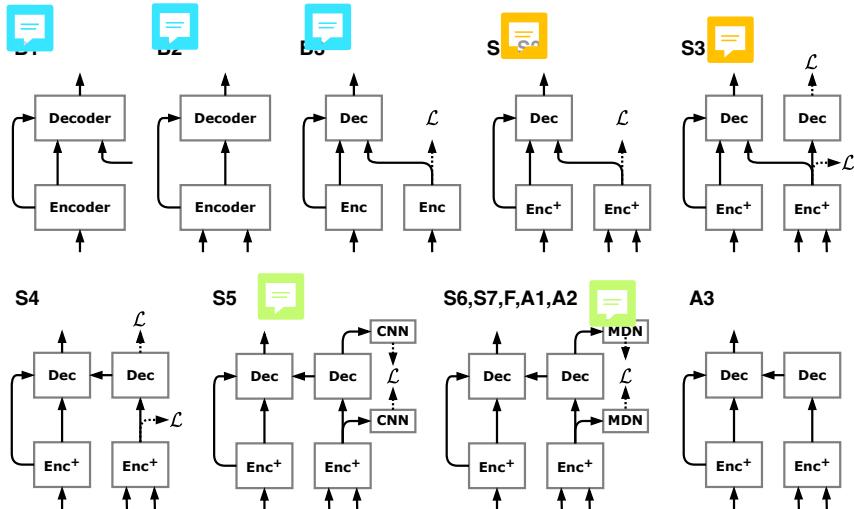 S3
Decoder
Decoder
Dec
ℒ
Dec
ℒ
Dec
ℒ
Dec
ℒ
Encoder
Encoder
Enc
Enc
Enc⁺
Enc⁺
Enc⁺
Enc⁺
S4
S5
S6,S7,F,A1,A2
A3
ℒ
CNN
MDN
Dec
Dec
Dec
Dec
ℒ
Dec
Dec
ℒ
Dec
Dec
ℒ
CNN
MDN
Enc⁺
Enc⁺
Enc⁺
Enc⁺
Enc⁺
Enc⁺
Enc⁺
Enc⁺